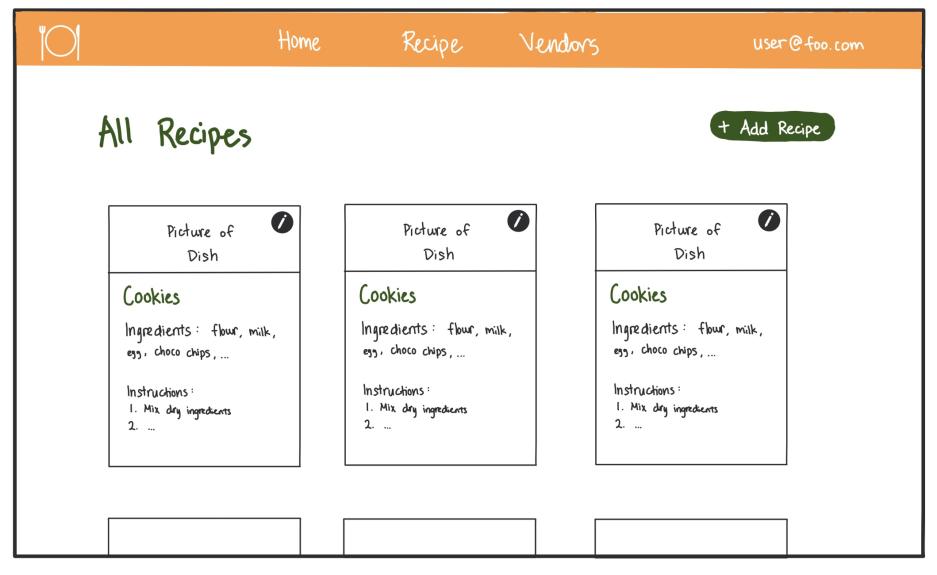 Home Recipe Vendors user@foo.com
All Recipes
+ Add Recipe
Picture of
Dish
Cookies
Ingredients : flour, milk,
egg, choco chips, ...
Instructions :
1. Mix dry ingredients
2. ...
Picture of
Dish
Cookies
Ingredients : flour, milk,
egg, choco chips, ...
Instructions :
1. Mix dry ingredients
2. ...
Picture of
Dish
Cookies
Ingredients : flour, milk,
egg, choco chips, ...
Instructions :
1. Mix dry ingredients
2. ...